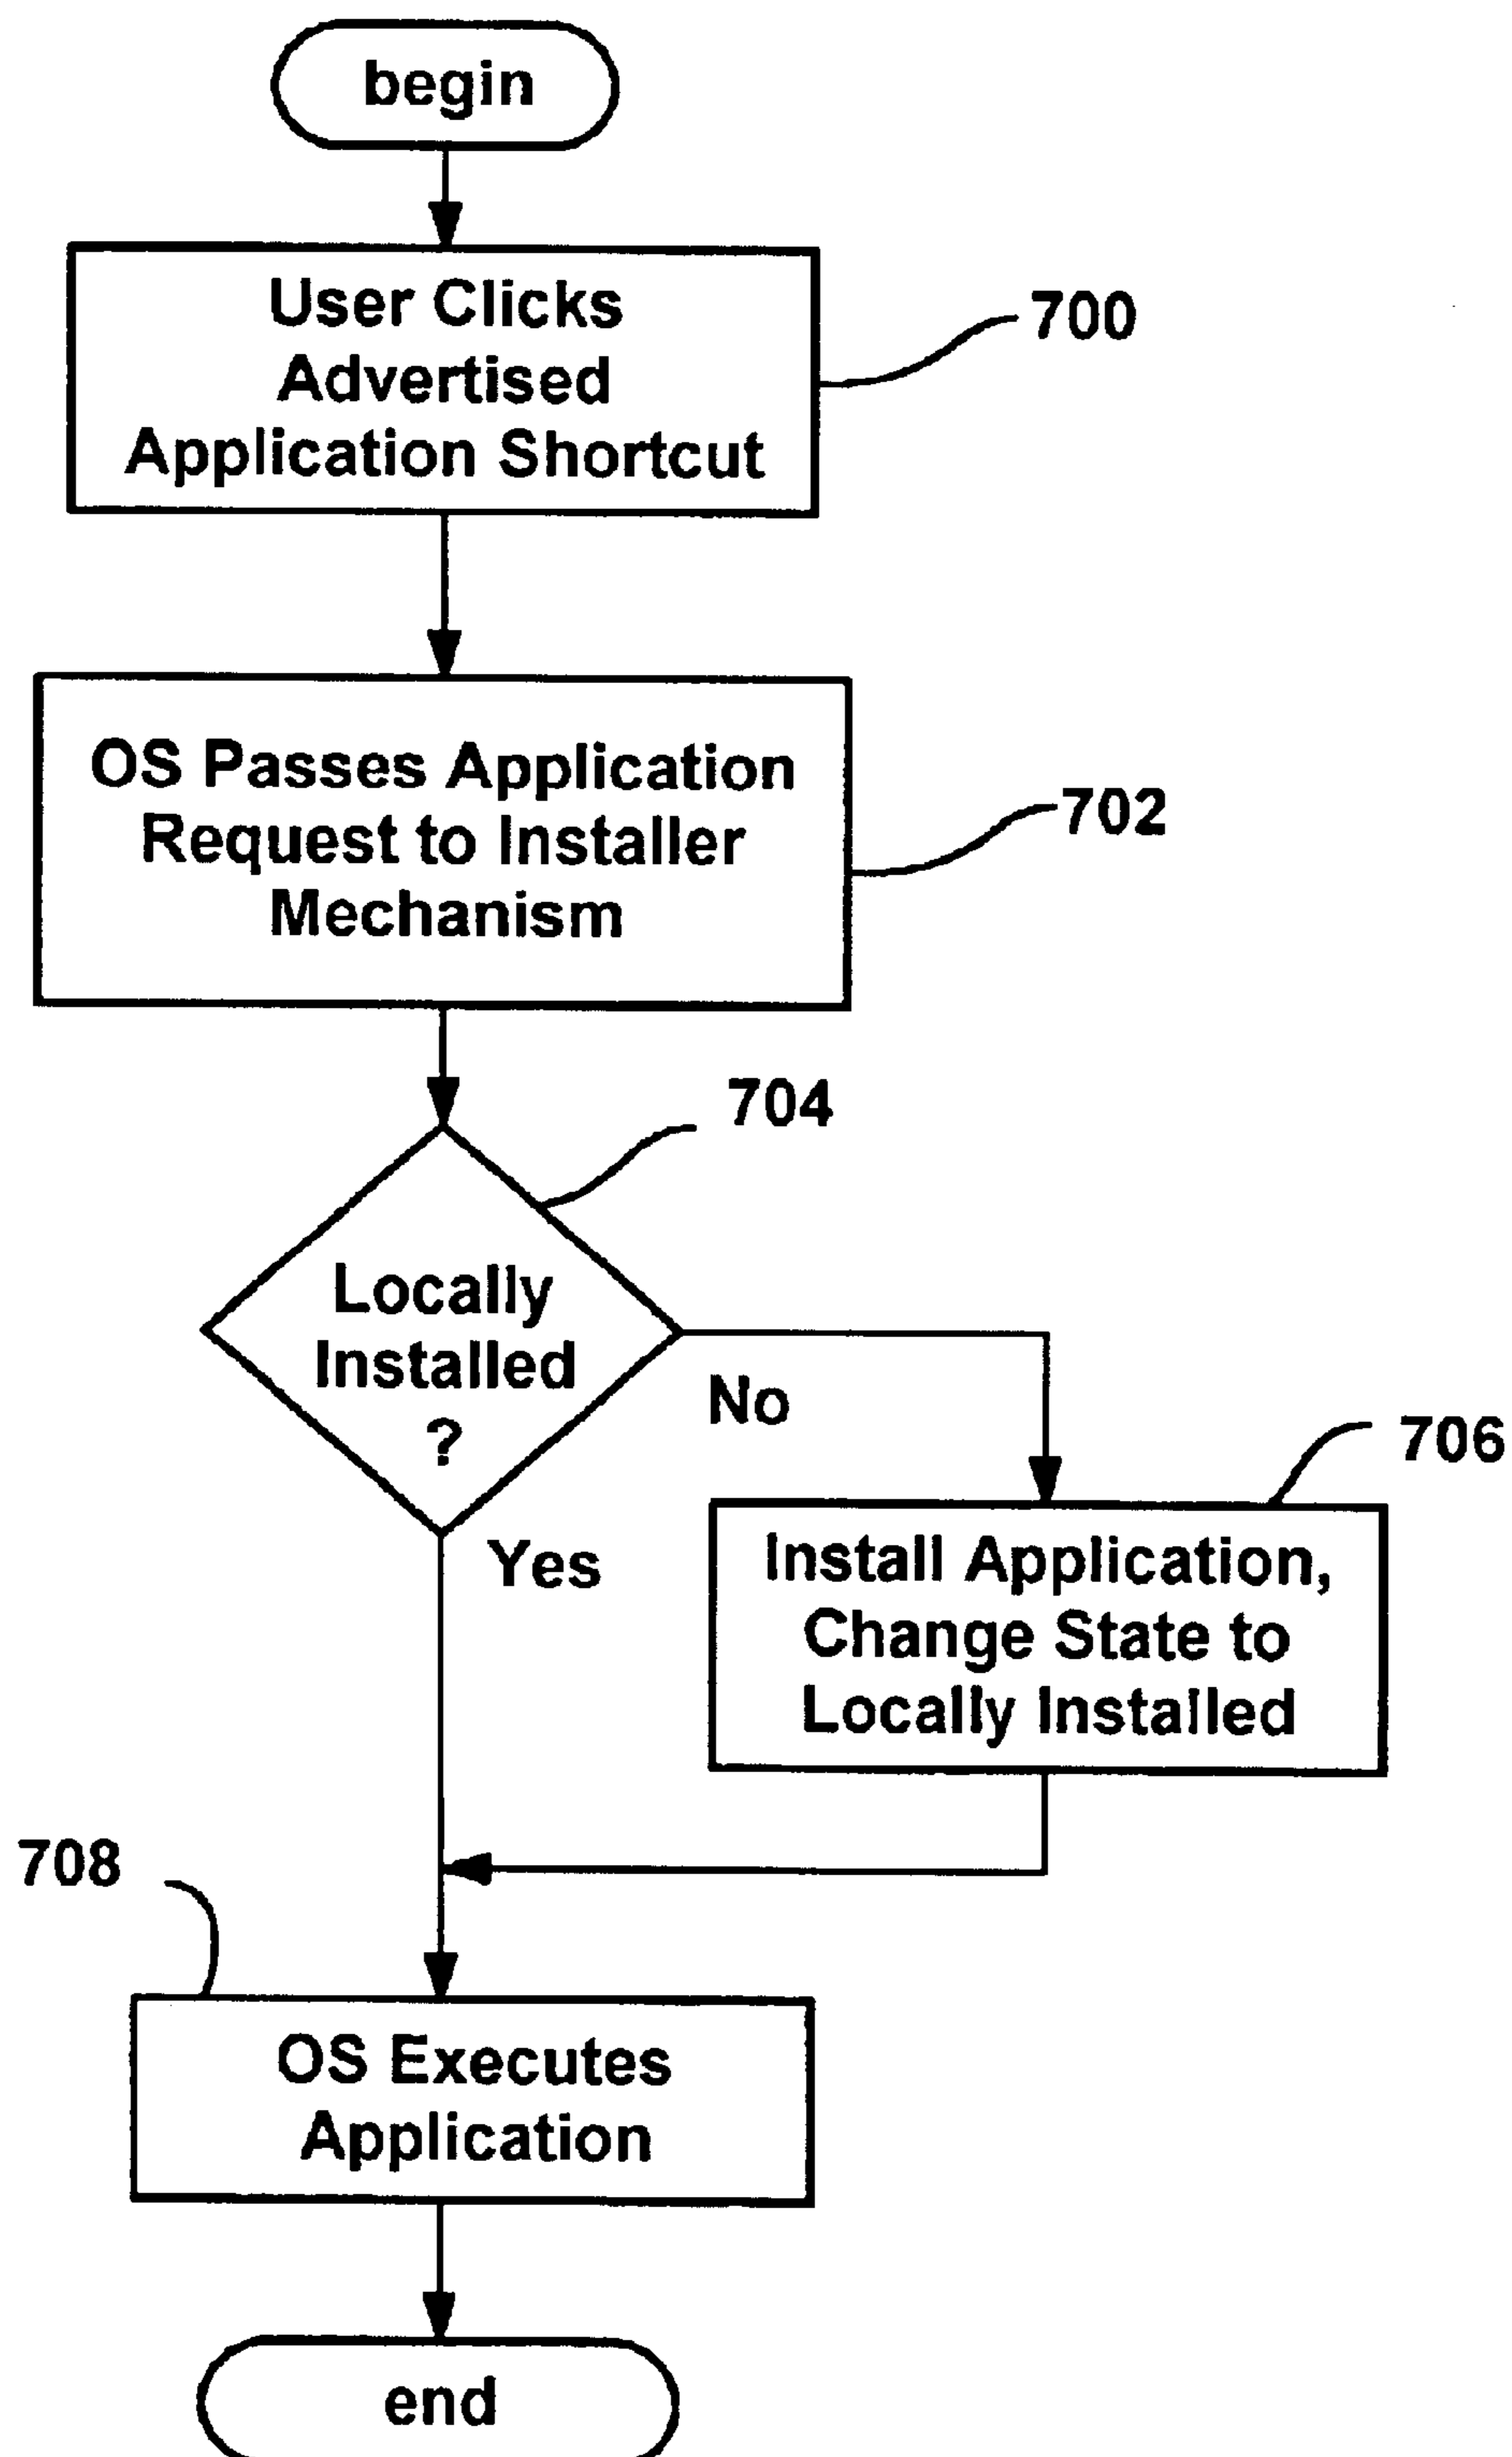 begin
User Clicks
Advertised
Application Shortcut
700
OS Passes Application
Request to Installer
Mechanism
702
704
Locally
Installed
?
No
Yes
706
Install Application,
Change State to
Locally Installed
708
OS Executes
Application
end